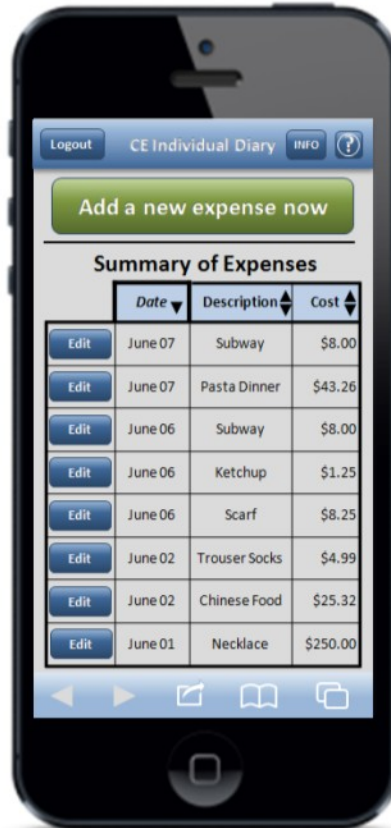 Logout CE Individual Diary INFO ?
Add a new expense now
Summary of Expenses
Date Description Cost
Edit June 07 Subway $8.00
Edit June 07 Pasta Dinner $43.26
Edit June 06 Subway $8.00
Edit June 06 Ketchup $1.25
Edit June 06 Scarf $8.25
Edit June 02 Trouser Socks $4.99
Edit June 02 Chinese Food $25.32
Edit June 01 Necklace $250.00